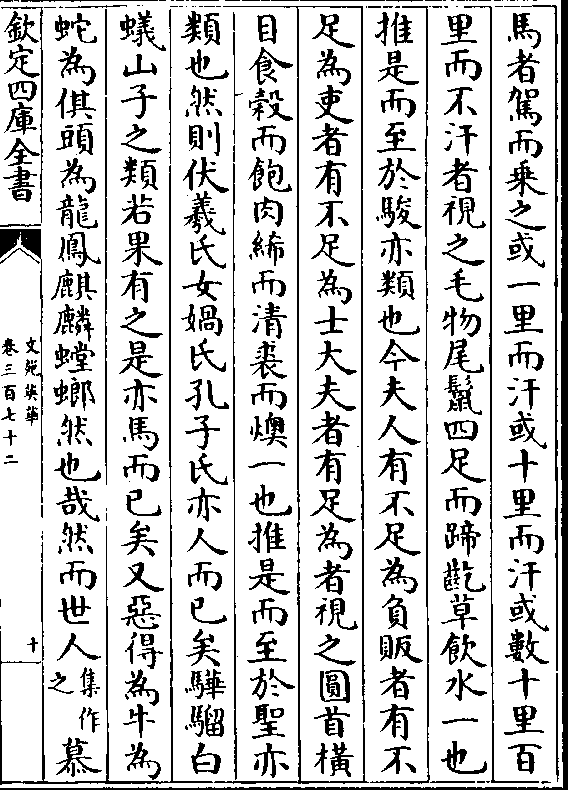 馬者駕而乘之或一里而汗或十里而汗或數十里百
里而不汗者視之毛物尾鬣四足而蹄齕草飲水一也
推是而至於駿亦類也今夫人有不足為負販者有不
足為吏者有不足為士大夫者有足為者視之圓首橫
目食穀而飽肉絺而清裘而燠一也推是而至於聖亦
類也然則伏羲氏女媧氏孔子氏亦人而已矣驊騮白
蟻山子之類若果有之是亦馬而已矣又惡得為牛為
蛇為倛頭為龍鳳麒麟螳螂然也哉然而世人集作之慕
欽定四庫全書
文苑英華
卷三百七十二
十